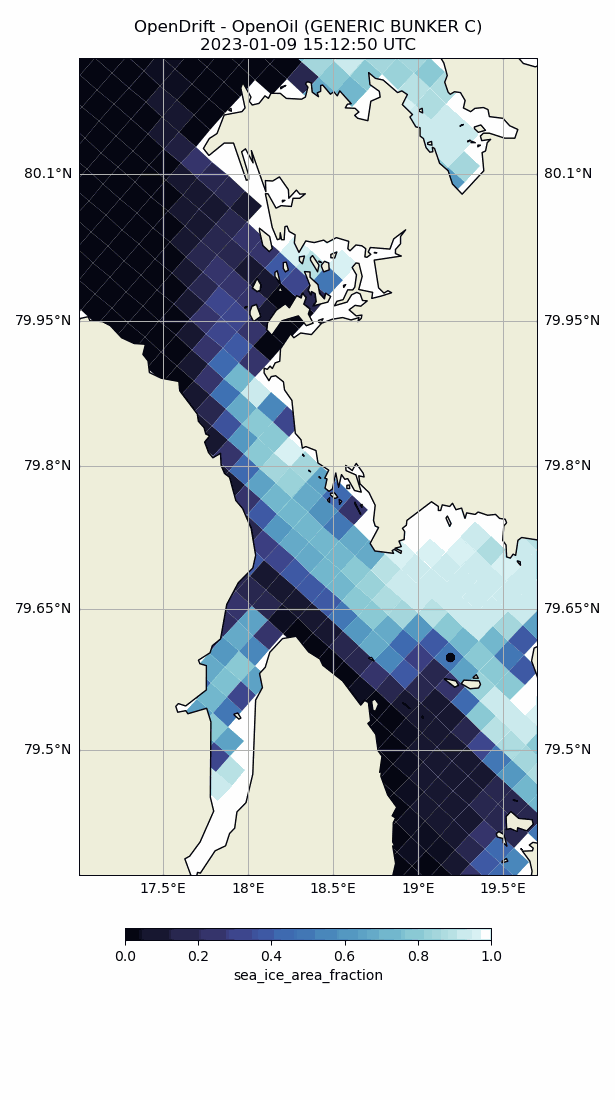 OpenDrift - OpenOil (GENERIC BUNKER C)
2023-01-09 15:12:50 UTC
80.1°N 80.1°N
79.95°N 79.95°N
79.8°N 79.8°N
79.65°N 79.65°N
79.5°N 79.5°N
17.5°E 18°E 18.5°E 19°E 19.5°E
0.0 0.2 0.4 0.6 0.8 1.0
sea_ice_area_fraction